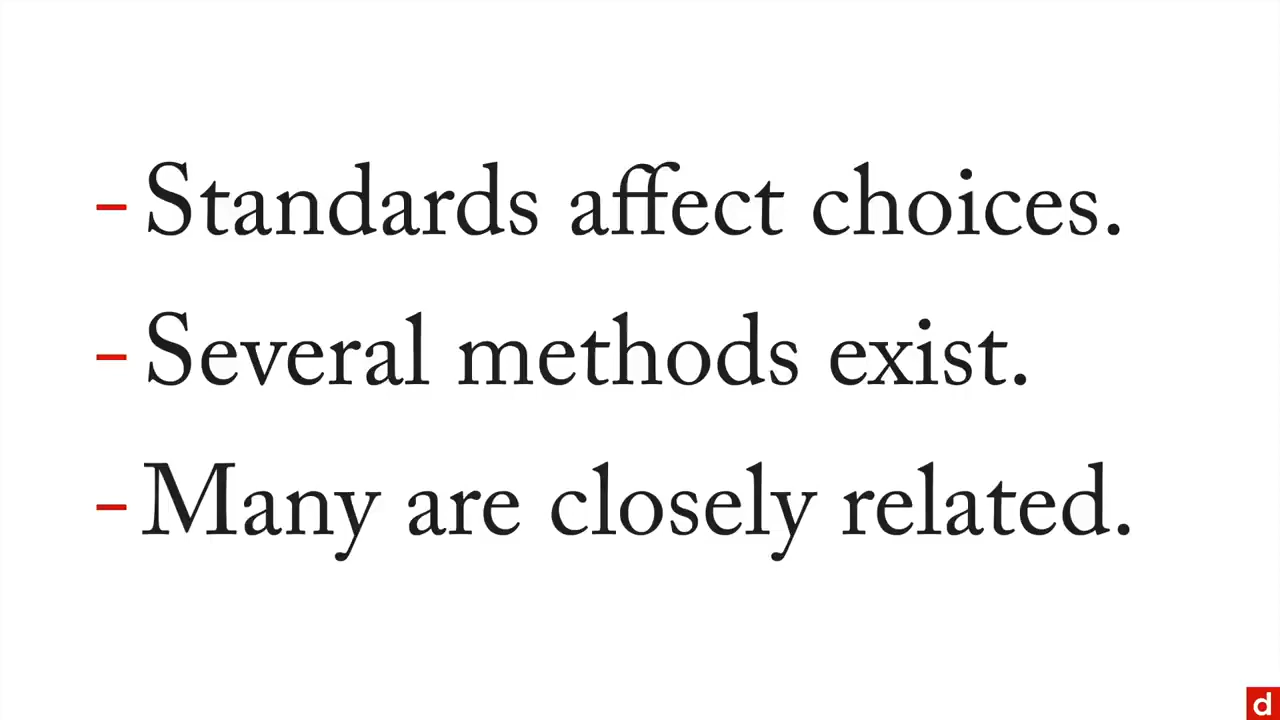 – Standards affect choices.
– Several methods exist.
– Many are closely related.
d